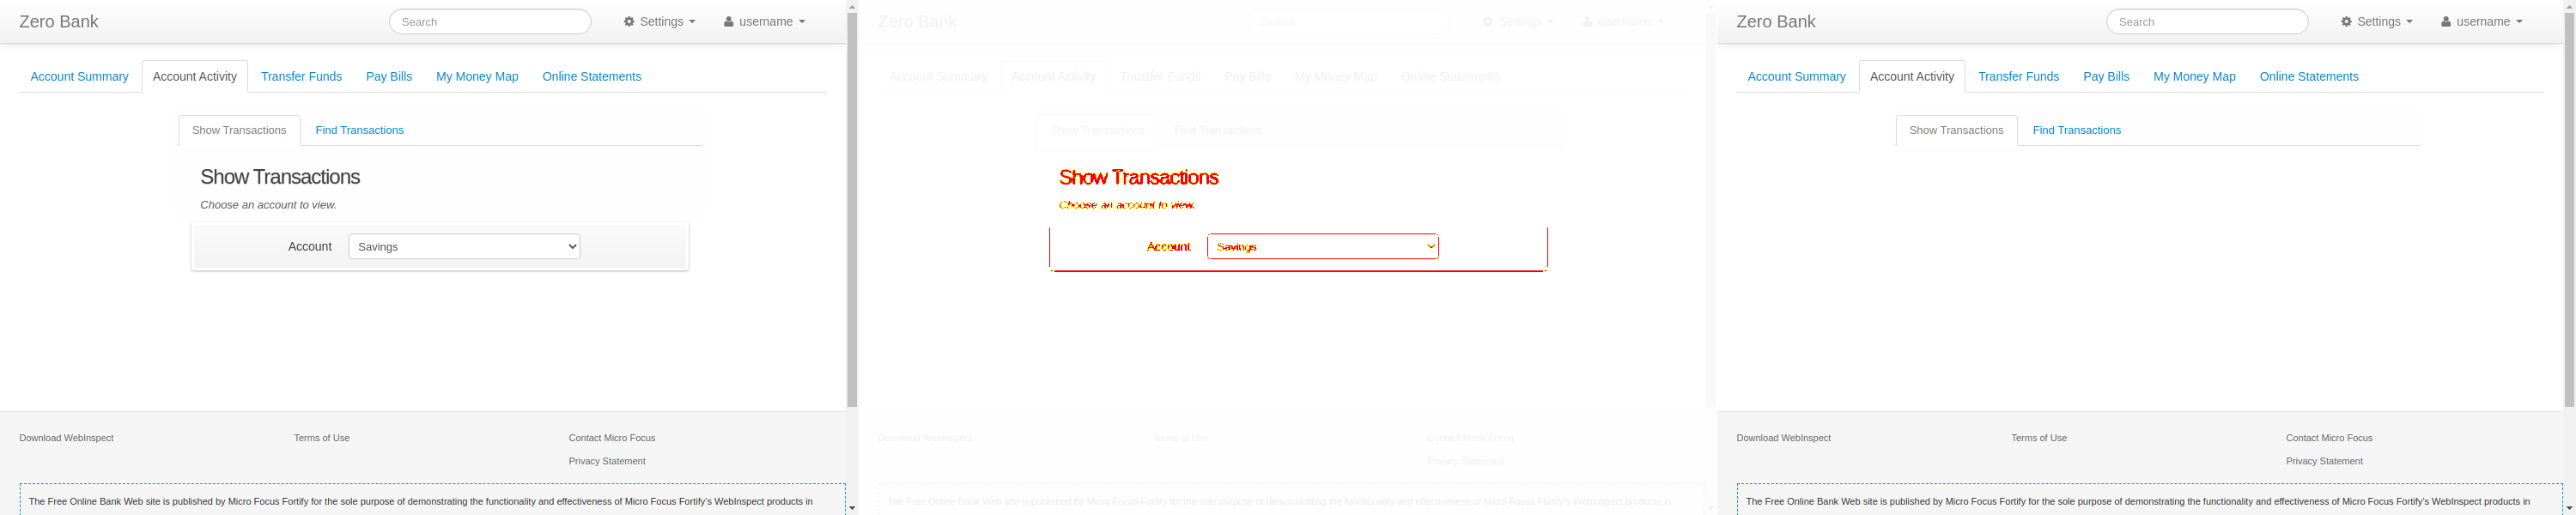 Zero Bank
Search
Settings
username
Account Summary
Account Activity
Transfer Funds
Pay Bills
My Money Map
Online Statements
Show Transactions
Find Transactions
Show Transactions
Choose an account to view.
Account
Savings
Download WebInspect
Terms of Use
Contact Micro Focus
Privacy Statement
The Free Online Bank Web site is published by Micro Focus Fortify for the sole purpose of demonstrating the functionality and effectiveness of Micro Focus Fortify's WebInspect products in
Zero Bank
Search
Settings
username
Account Summary
Account Activity
Transfer Funds
Pay Bills
My Money Map
Online Statements
Show Transactions
Find Transactions
Show Transactions
Choose an account to view.
Account
Savings
Download WebInspect
Terms of Use
Contact Micro Focus
Privacy Statement
The Free Online Bank Web site is published by Micro Focus Fortify for the sole purpose of demonstrating the functionality and effectiveness of Micro Focus Fortify's WebInspect products in
Zero Bank
Search
Settings
username
Account Summary
Account Activity
Transfer Funds
Pay Bills
My Money Map
Online Statements
Show Transactions
Find Transactions
Download WebInspect
Terms of Use
Contact Micro Focus
Privacy Statement
The Free Online Bank Web site is published by Micro Focus Fortify for the sole purpose of demonstrating the functionality and effectiveness of Micro Focus Fortify's WebInspect products in